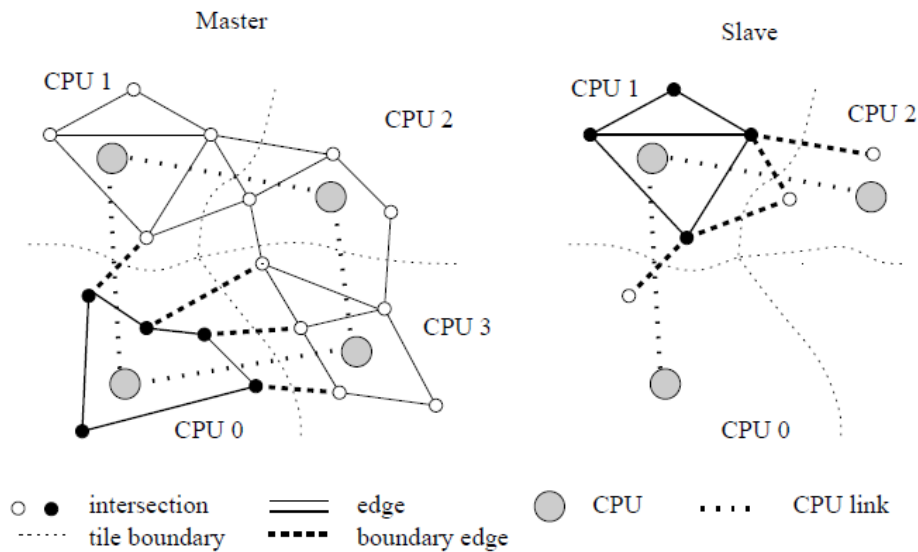 Master
Slave
CPU 1
CPU 2
CPU 3
CPU 0
CPU 1
CPU 2
CPU 0
intersection
edge
CPU
CPU link
tile boundary
boundary edge